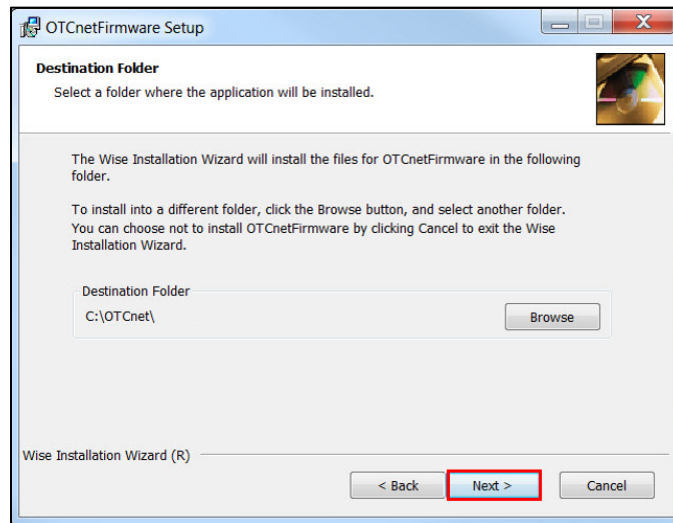 OTCnetFirmware Setup
Destination Folder
Select a folder where the application will be installed.
The Wise Installation Wizard will install the files for OTCnetFirmware in the following
folder.
To install into a different folder, click the Browse button, and select another folder.
You can choose not to install OTCnetFirmware by clicking Cancel to exit the Wise
Installation Wizard.
Destination Folder
C:\OTCnet\
Browse
Wise Installation Wizard (R)
< Back
Next >
Cancel